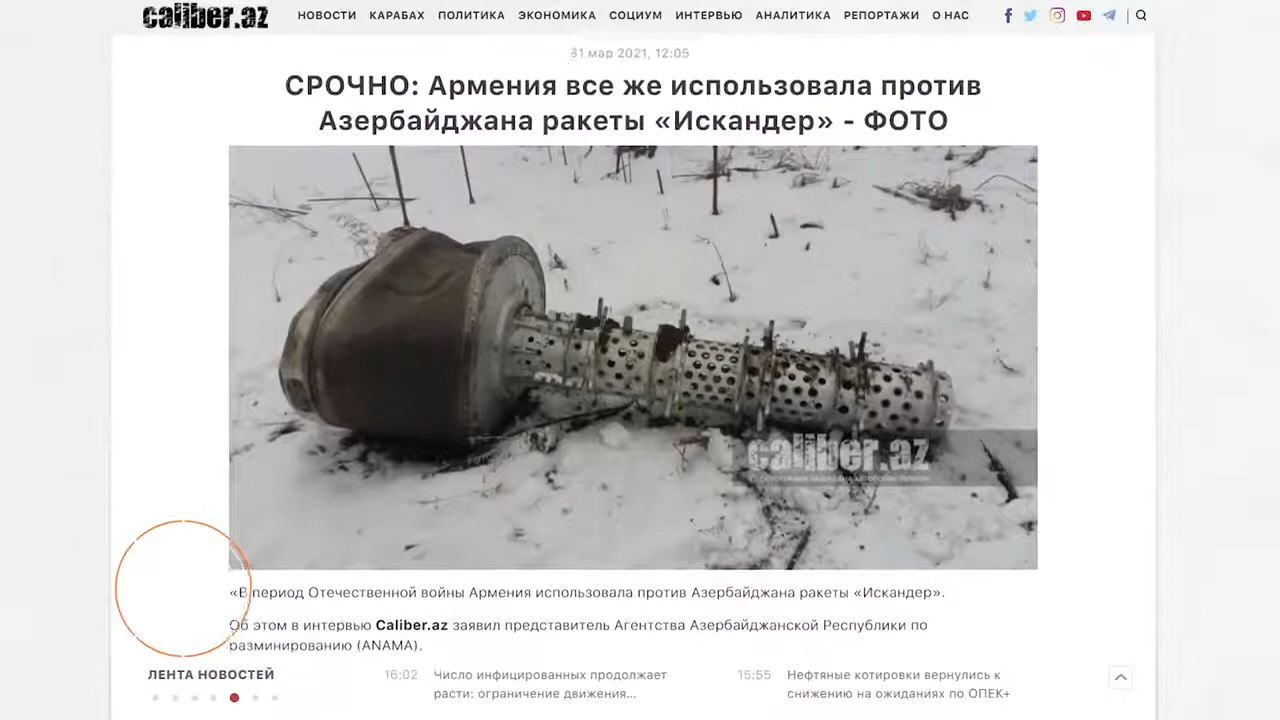 caliber.az
НОВОСТИ КАРАБАХ ПОЛИТИКА ЭКОНОМИКА СОЦИУМ ИНТЕРВЬЮ АНАЛИТИКА РЕПОРТАЖИ О НАС
31 мар 2021, 12:05
СРОЧНО: Армения все же использовала против
Азербайджана ракеты «Искандер» - ФОТО
caliber.az
«В период Отечественной войны Армения использовала против Азербайджана ракеты «Искандер».
Об этом в интервью Caliber.az заявил представитель Агентства Азербайджанской Республики по
разминированию (ANAMA).
ЛЕНТА НОВОСТЕЙ
16:02 Число инфицированных продолжает
расти: ограничение движения...
15:55 Нефтяные котировки вернулись к
снижению на ожиданиях по ОПЕК+